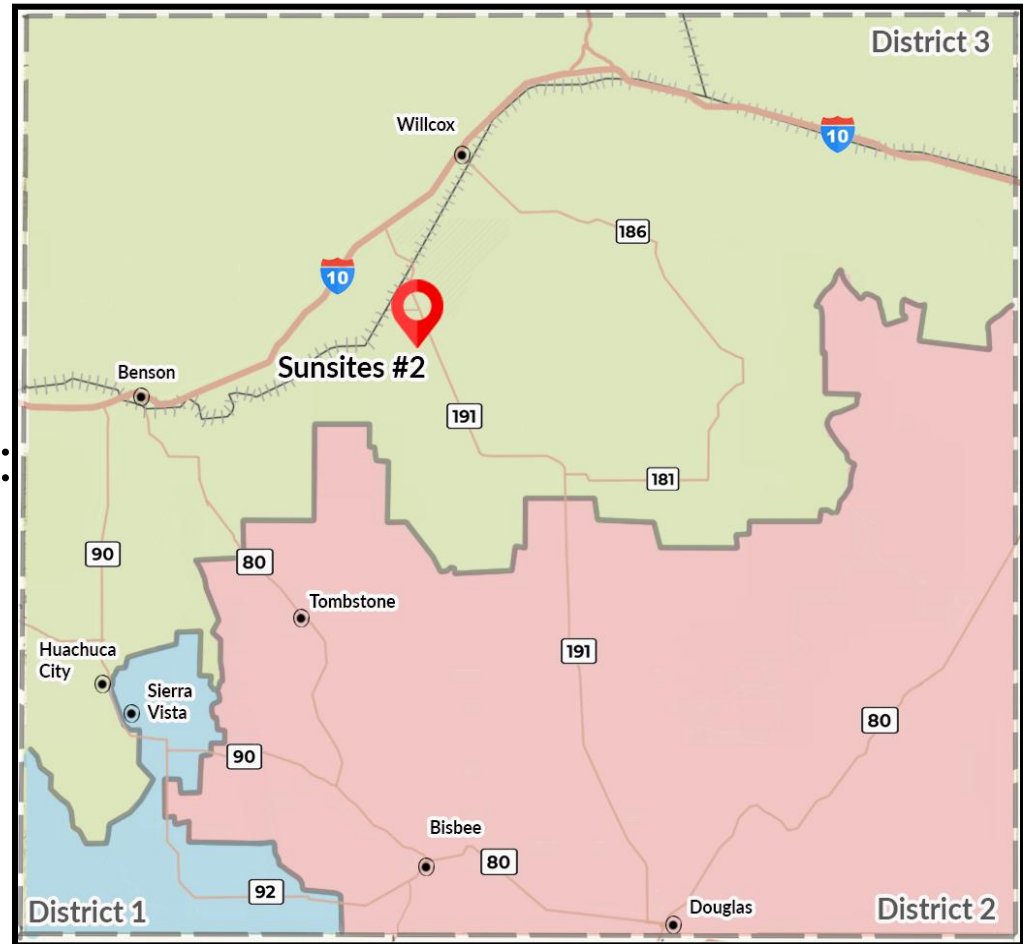 District 3
Willcox
10
186
10
Sunsites #2
Benson
191
181
90
80
Tombstone
Huachuca
City
191
Sierra
Vista
80
90
Bisbee
80
92
Douglas
District 1
District 2
: